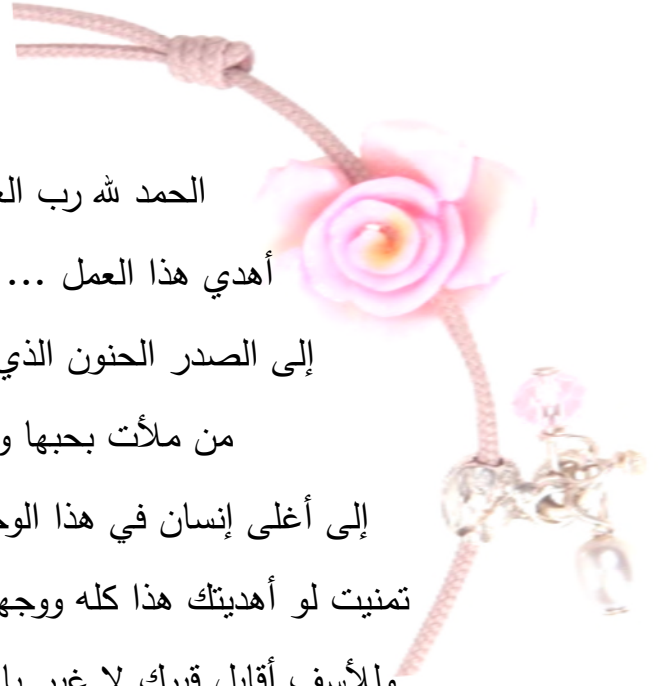 الحمد لله رب
أهدي هذا العمل ...
إلى الصدر الحنون الذي
من ملأت بحبها
إلى أغلى إنسان في هذا
تمنيت لو أهديتك هذا كله
وللأسف أقابل قبرك لا غير